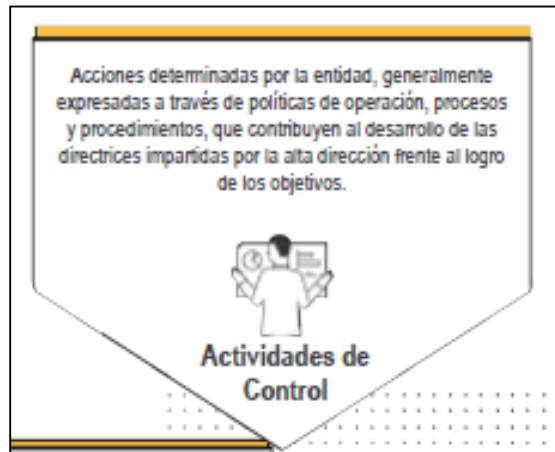 Acciones determinadas por la entidad, generalmente
expresadas a través de políticas de operación, procesos
y procedimientos, que contribuyen al desarrollo de las
directrices impartidas por la alta dirección frente al logro
de los objetivos.
Actividades de
Control